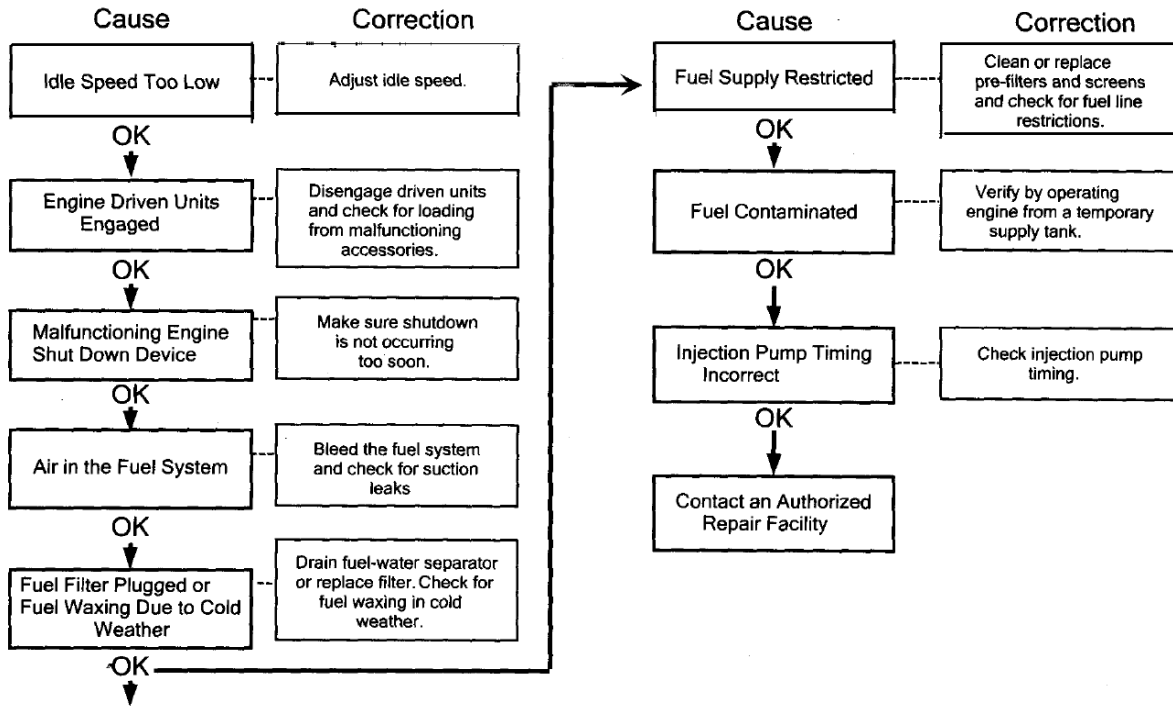 Cause
Correction
Idle Speed Too Low
Adjust idle speed.
OK
Engine Driven Units
Engaged
Disengage driven units
and check for loading
from malfunctioning
accessories.
OK
Malfunctioning Engine
Shut Down Device
Make sure shutdown
is not occurring
too soon.
OK
Air in the Fuel System
Bleed the fuel system
and check for suction
leaks
OK
Fuel Filter Plugged or
Fuel Waxing Due to Cold
Weather
Drain fuel-water separator
or replace filter. Check for
fuel waxing in cold
weather.
OK
Cause
Correction
Fuel Supply Restricted
Clean or replace
pre-filters and screens
and check for fuel line
restrictions.
OK
Fuel Contaminated
Verify by operating
engine from a temporary
supply tank.
OK
Injection Pump Timing
Incorrect
Check injection pump
timing.
OK
Contact an Authorized
Repair Facility